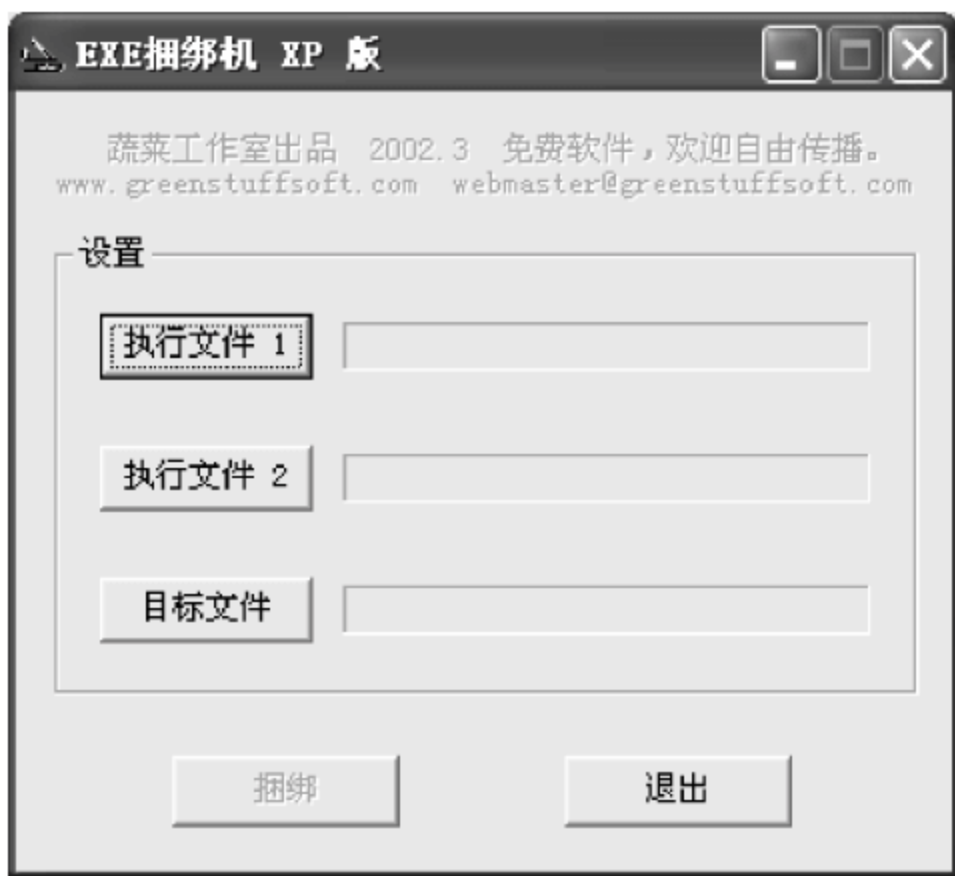 EXE捆绑机 XP 版
蔬菜工作室出品 2002.3 免费软件，欢迎自由传播。
www.greenstuffsoft.com webmaster@greenstuffsoft.com
设置
执行文件 1
执行文件 2
目标文件
捆绑 退出